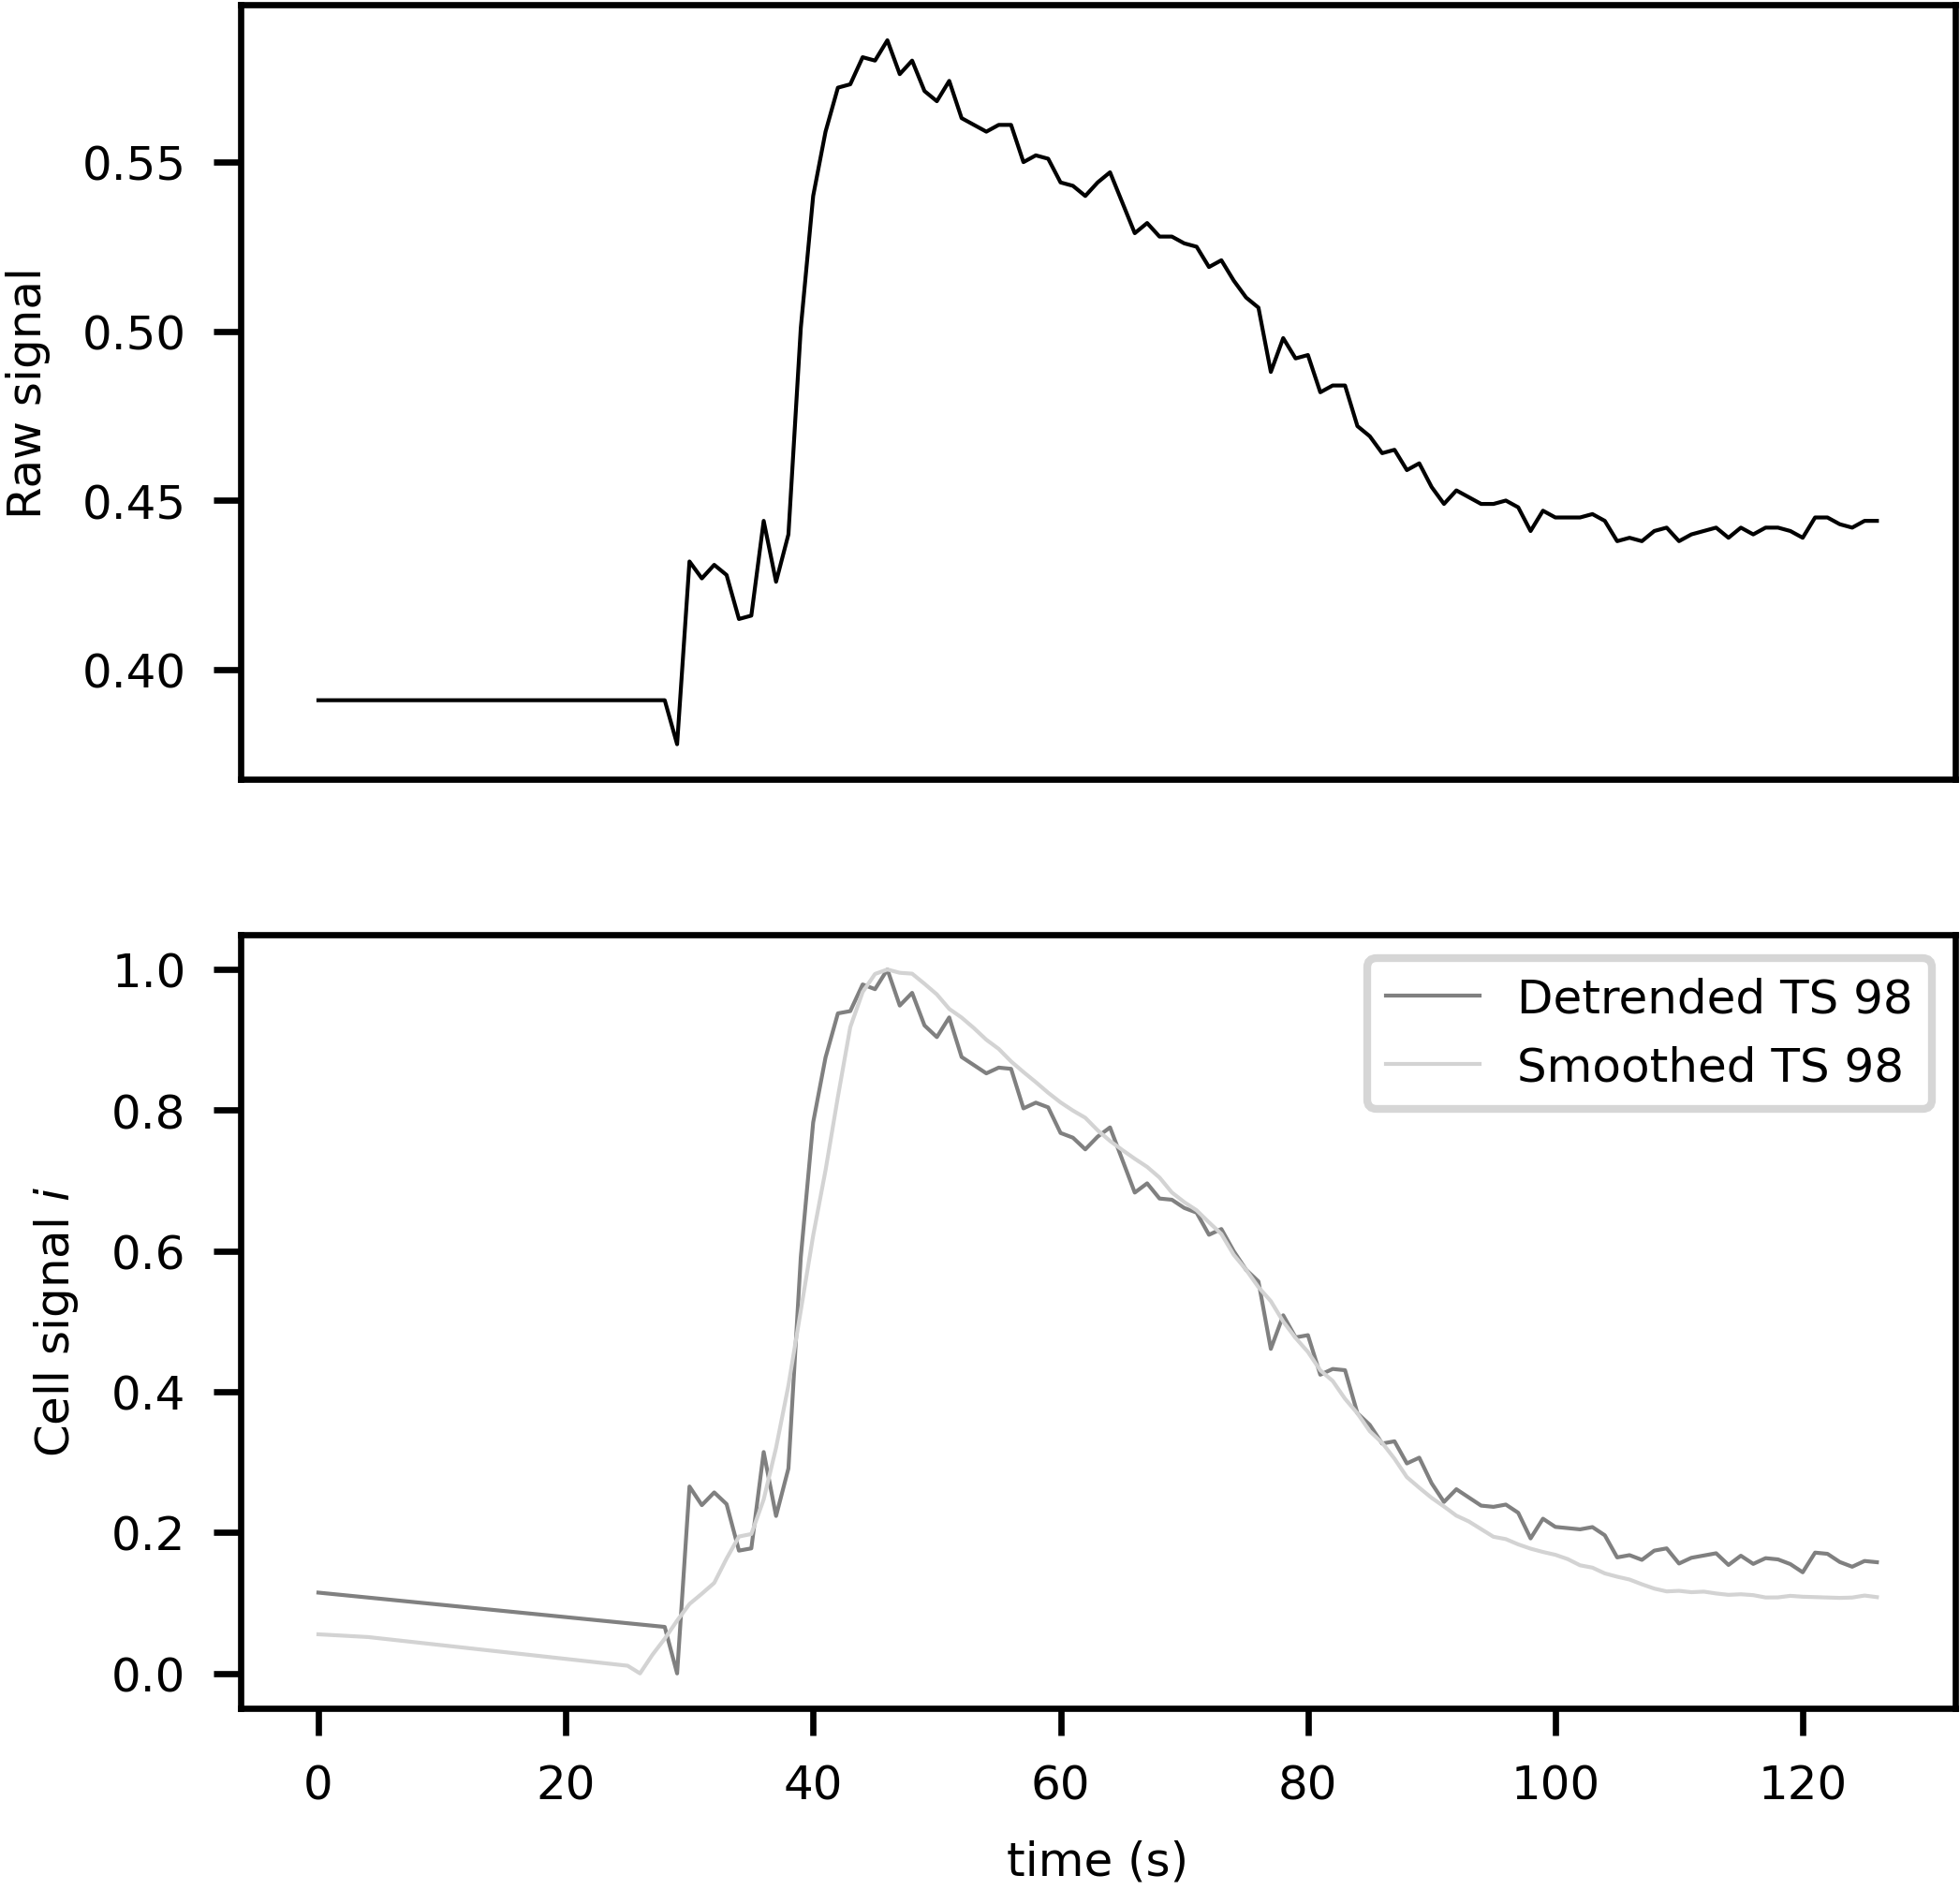 Raw signal
0.55
0.50
0.45
0.40
Cell signal i
1.0
0.8
0.6
0.4
0.2
0.0
Detrended TS 98
Smoothed TS 98
0 20 40 60 80 100 120
time (s)